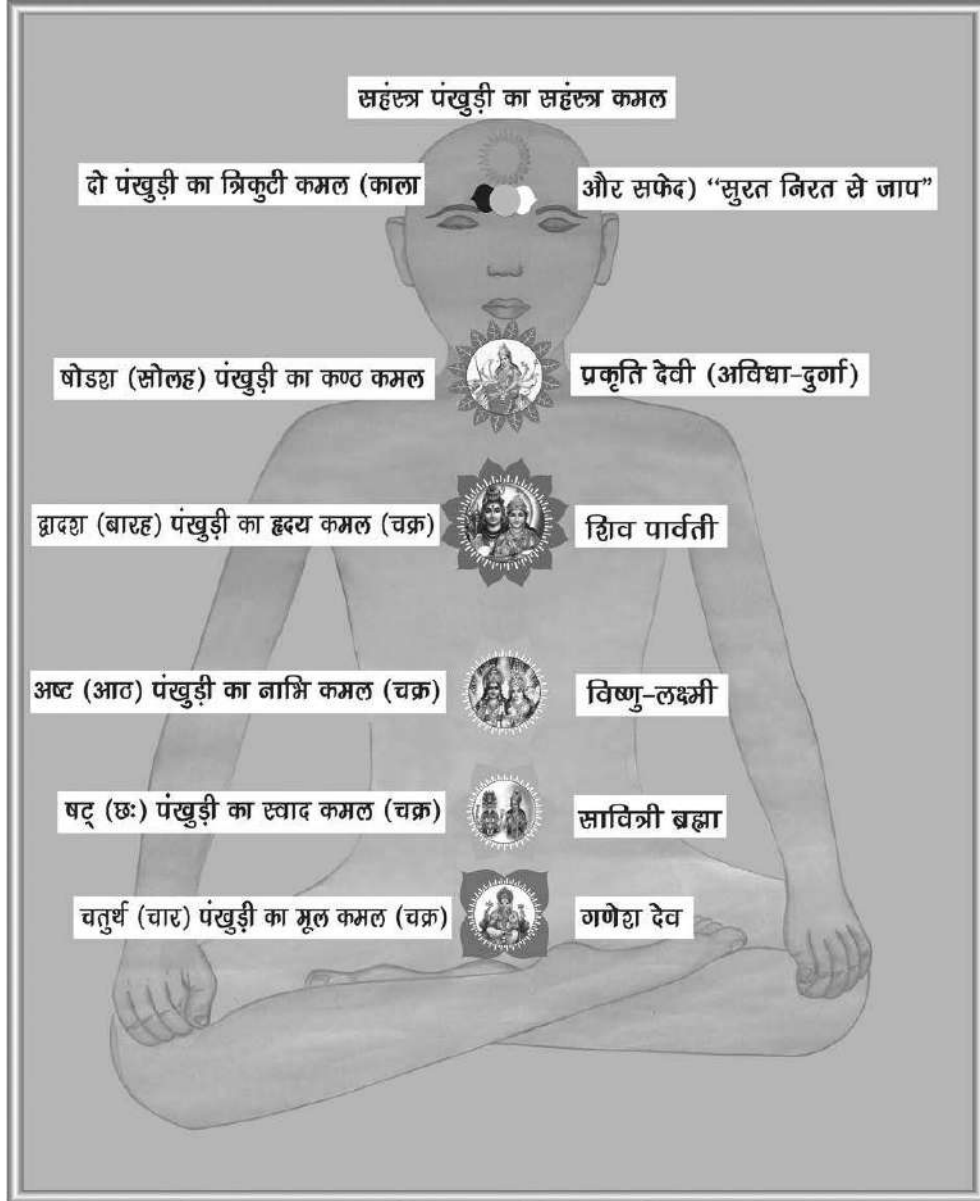 सहंस्त्र पंखुड़ी का सहंस्त्र कमल
दो पंखुड़ी का त्रिकुटी कमल (काला और सफेद) “सुरत निरत से जाप”
षोडश (सोलह) पंखुड़ी का कण्ठ कमल प्रकृति देवी (अविधा-दुर्गा)
द्वादश (बारह) पंखुड़ी का हृदय कमल (चक्र) शिव पार्वती
अष्ट (आठ) पंखुड़ी का नाभि कमल (चक्र) विष्णु-लक्ष्मी
षट् (छः) पंखुड़ी का स्वाद कमल (चक्र) सावित्री ब्रह्मा
चतुर्थ (चार) पंखुड़ी का मूल कमल (चक्र) गणेश देव